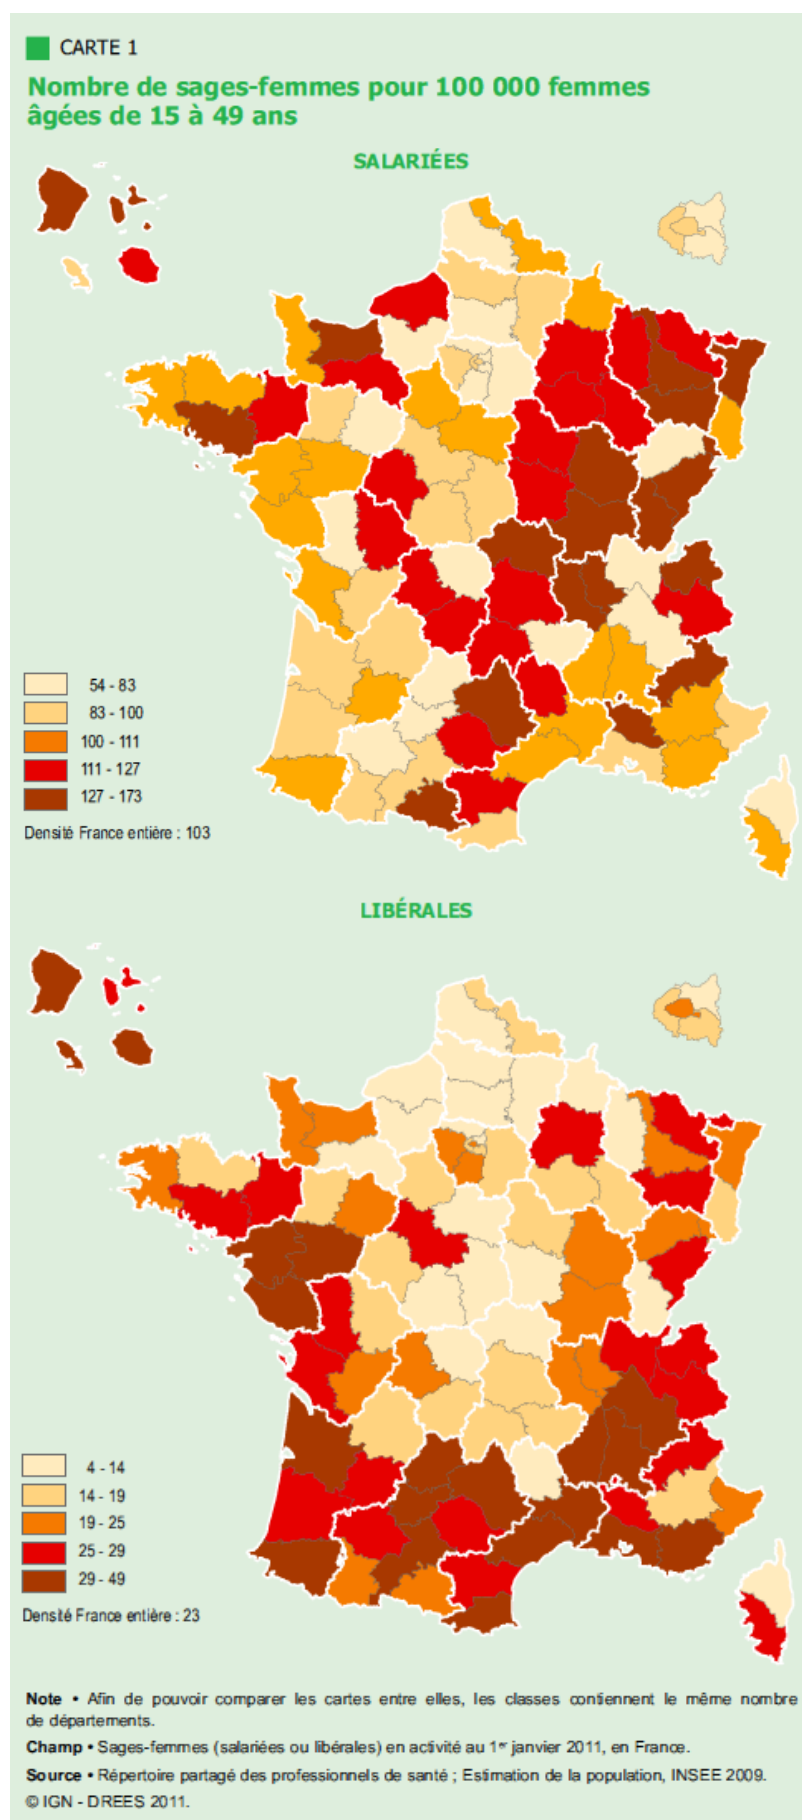 CARTE 1
Nombre de sages-femmes pour 100 000 femmes
âgées de 15 à 49 ans
SALARIÉES
54 - 83
83 - 100
100 - 111
111 - 127
127 - 173
Densité France entière : 103
LIBÉRALES
4 - 14
14 - 19
19 - 25
25 - 29
29 - 49
Densité France entière : 23
Note • Afin de pouvoir comparer les cartes entre elles, les classes contiennent le même nombre
de départements.
Champ • Sages-femmes (salariées ou libérales) en activité au 1er janvier 2011, en France.
Source • Répertoire partagé des professionnels de santé ; Estimation de la population, INSEE 2009.
© IGN - DREES 2011.